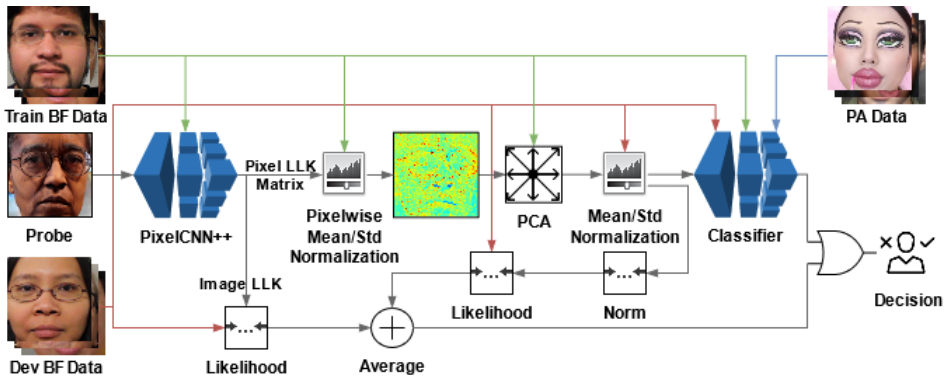 Train BF Data
PA Data
Pixel LLK
Matrix
Probe
PixelCNN++
Pixelwise
Mean/Std
Normalization
PCA
Mean/Std
Normalization
Classifier
Image LLK
Likelihood
Norm
Decision
Dev BF Data
Likelihood
Average